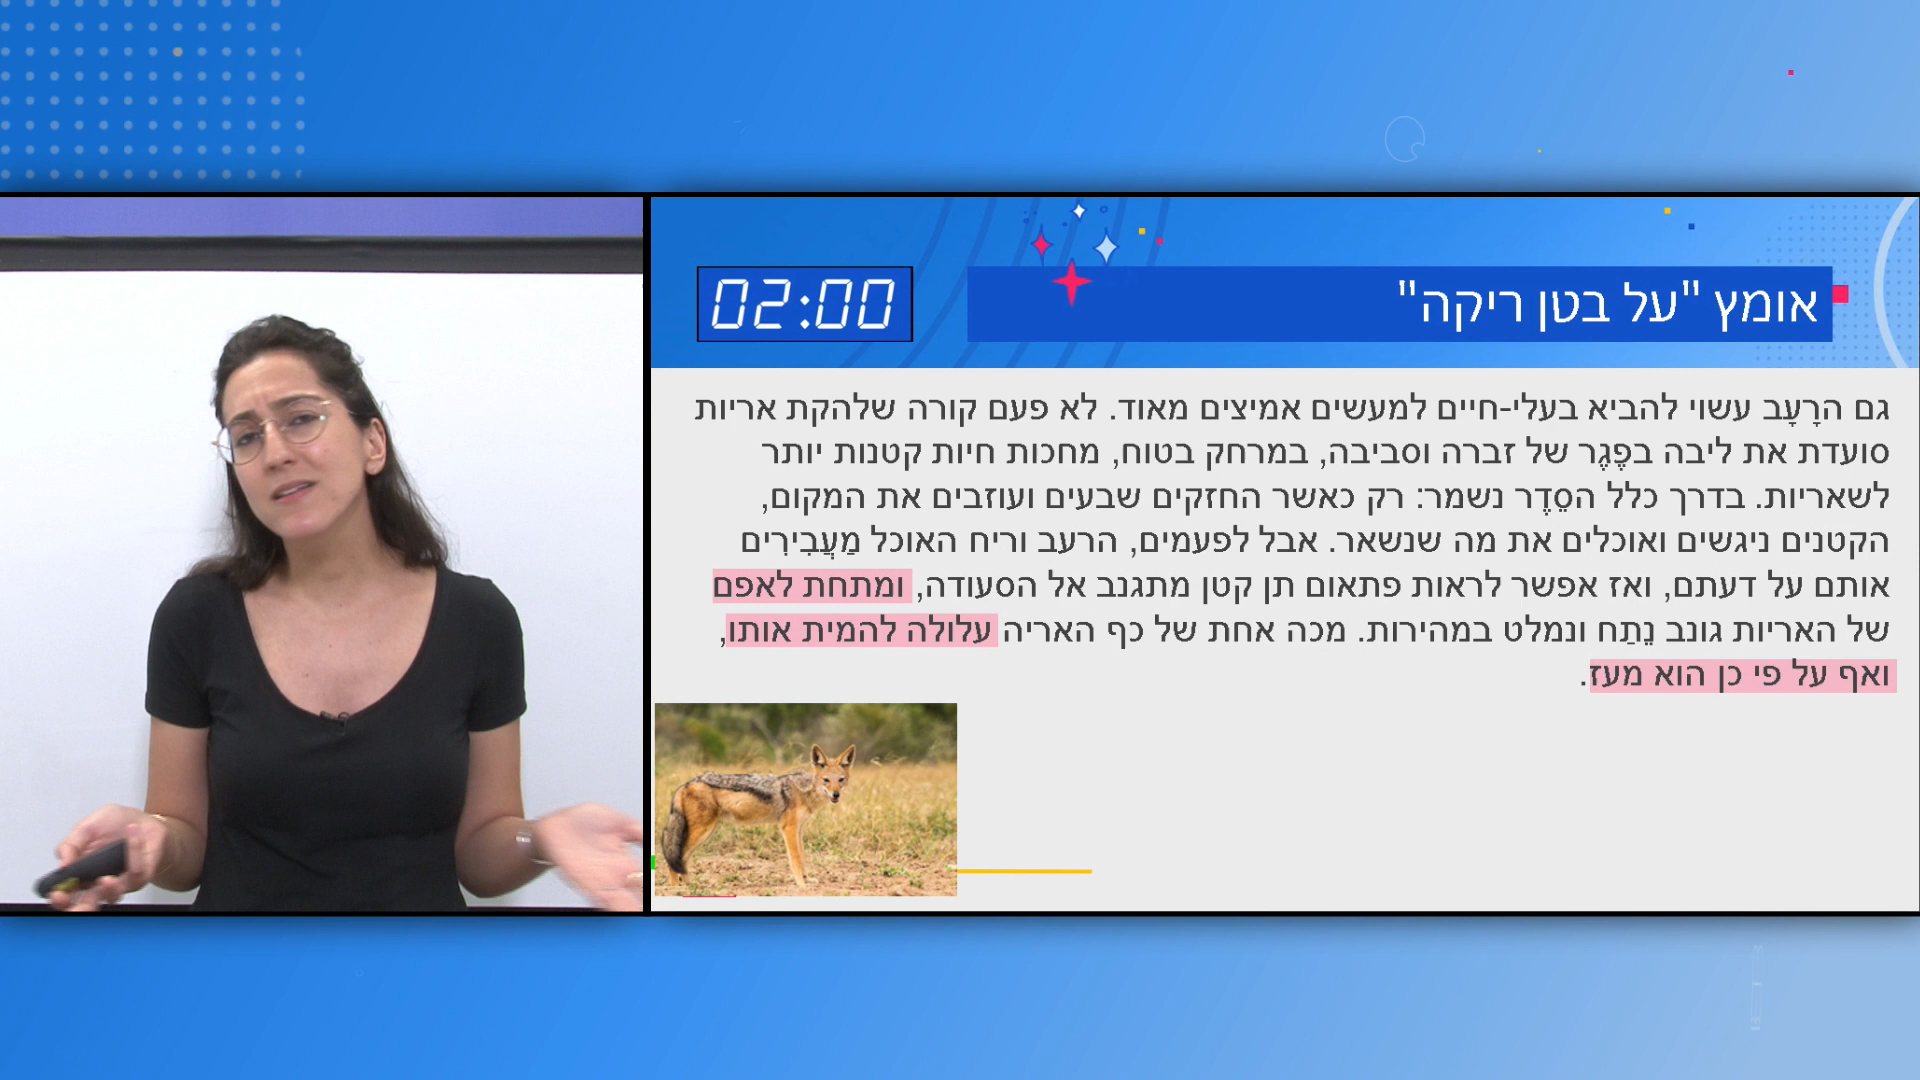 אומץ "על בטן ריקה"
02:00
גם הרָעָב עשוי להביא בעלי-חיים למעשים אמיצים מאוד. לא פעם קורה שלהקת אריות
סועדת את ליבה בפֶגֶר של זברה וסביבה, במרחק בטוח, מחכות חיות קטנות יותר
לשאריות. בדרך כלל הסֵדֶר נשמר: רק כאשר החזקים שבעים ועוזבים את המקום,
הקטנים ניגשים ואוכלים את מה שנשאר. אבל לפעמים, הרעב וריח האוכל מַעֲבִירִים
אותם על דעתם, ואז אפשר לראות פתאום תן קטן מתגנב אל הסעודה, ומתחת לאפם
של האריות גונב נֵתַח ונמלט במהירות. מכה אחת של כף האריה עלולה להמית אותו,
ואף על פי כן הוא מעז.